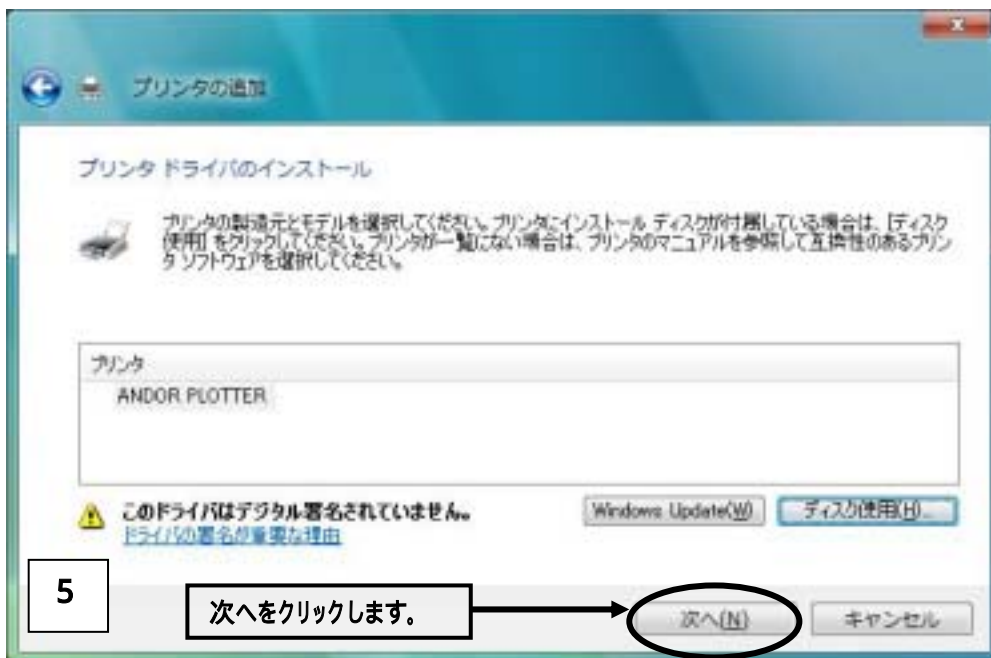 プリンタの追加
プリンタ ドライバのインストール
プリンタの製造元とモデルを選択してください。プリンタにインストール ディスクが付属している場合は、[ディスク
使用] をクリックしてください。プリンタが一覧にない場合は、プリンタのマニュアルを参照して互換性のあるプリン
タ ソフトウェアを選択してください。
プリンタ
ANDOR PLOTTER
このドライバはデジタル署名されていません。
Windows Update(W)
ディスク使用(H)...
ドライバの署名が重要な理由
5
次へをクリックします。
次へ(N)
キャンセル